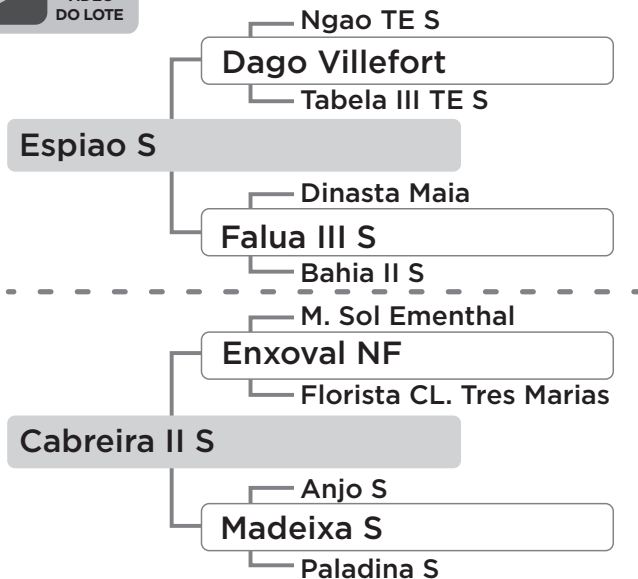 DO LOTE
Ngao TE S
Dago Villefort
Tabela III TE S
Espiao S
Dinasta Maia
Falua III S
Bahia II S
M. Sol Ementhal
Enxoval NF
Florista CL. Tres Marias
Cabreira II S
Anjo S
Madeixa S
Paladina S